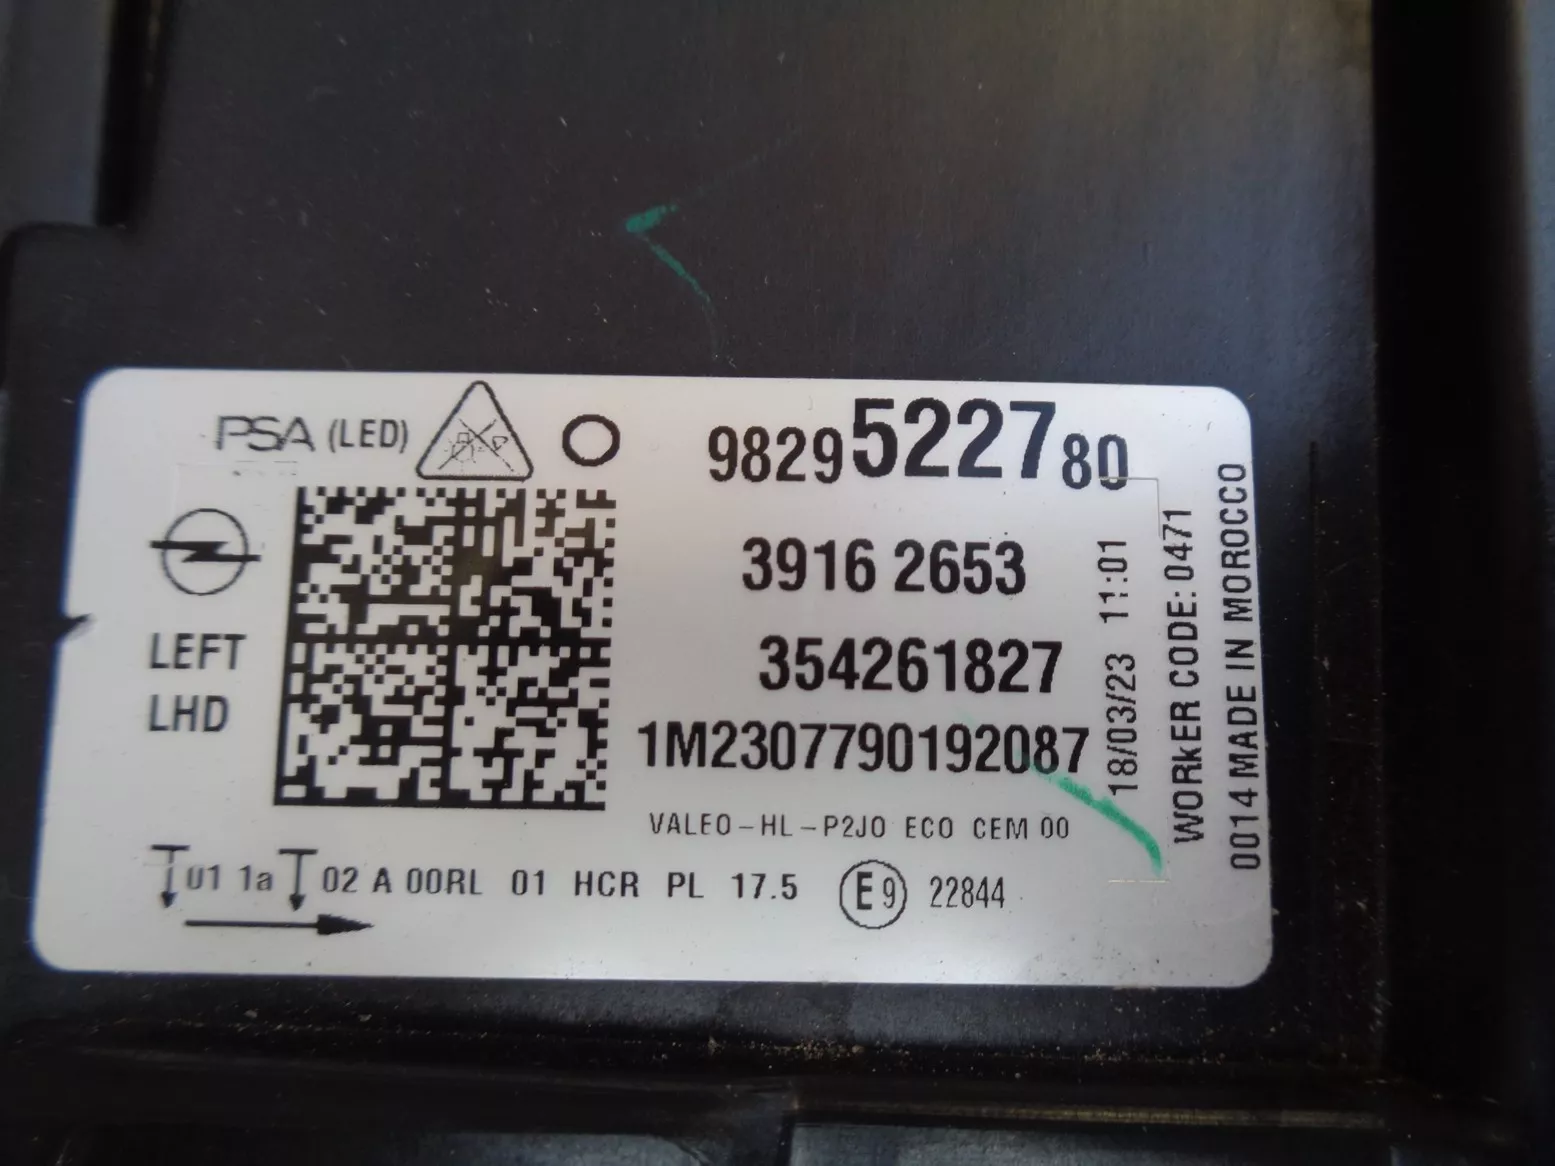 PSA (LED)
9829522780
3916 2653
LEFT
354261827
LHD
1M2307790192087
VALEO-HL-P2JO ECO CEM 00
01 1a 02 A 00RL 01 HCR PL 17.5 E9 22844
18/03/23 11:01
WORKER CODE: 0471
0014 MADE IN MOROCCO